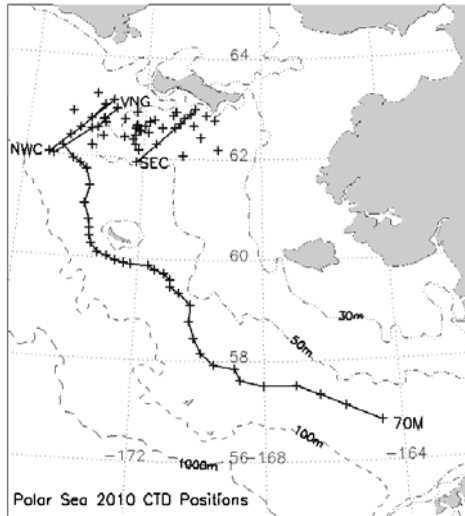 64
VNG
NWC
SEC
62
60
30m
50m
58
70M
100m
-172
1000m
56
-168
-164
Polar Sea 2010 CTD Positions